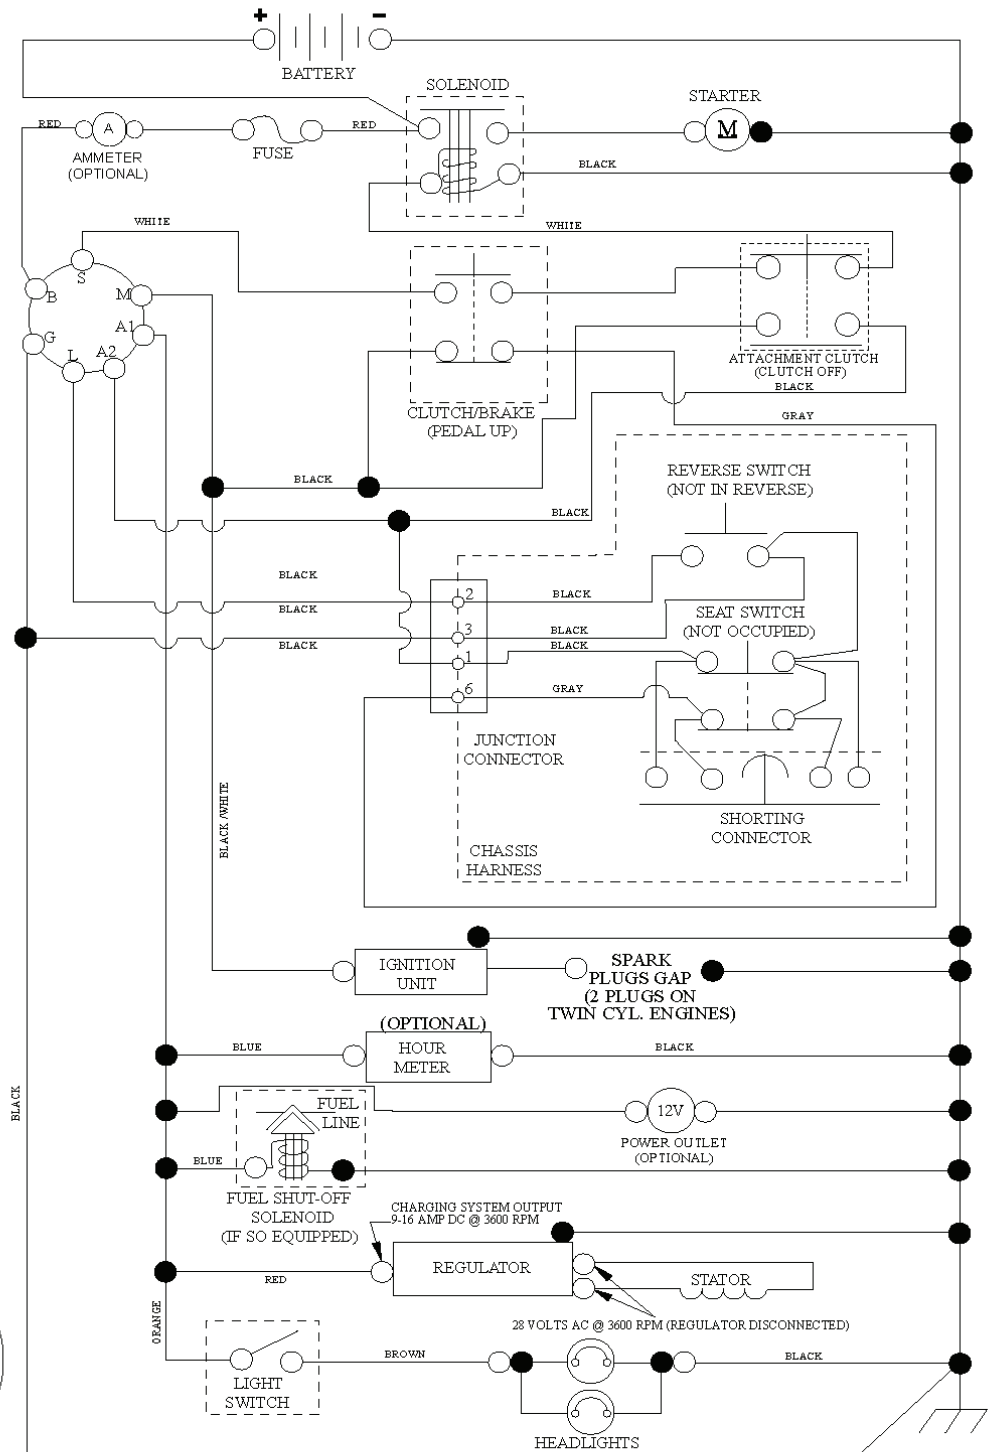 + −
BATTERY
SOLENOID
STARTER
RED
A
RED
M
AMMETER
(OPTIONAL)
FUSE
BLACK
WHITE
WHITE
S
B
M
G
A1
L
A2
ATTACHMENT CLUTCH
(CLUTCH OFF)
BLACK
CLUTCH/BRAKE
(PEDAL UP)
GRAY
REVERSE SWITCH
(NOT IN REVERSE)
BLACK
BLACK
BLACK
2
BLACK
BLACK
SEAT SWITCH
(NOT OCCUPIED)
3
BLACK
BLACK
BLACK
1
6
GRAY
JUNCTION
CONNECTOR
BLACK/WHITE
SHORTING
CONNECTOR
CHASSIS
HARNESS
IGNITION
UNIT
SPARK
PLUGS GAP
(2 PLUGS ON
TWIN CYL. ENGINES)
(OPTIONAL)
BLUE
HOUR
METER
BLACK
BLACK
FUEL
LINE
12V
POWER OUTLET
(OPTIONAL)
BLUE
FUEL SHUT-OFF
SOLENOID
(IF SO EQUIPPED)
CHARGING SYSTEM OUTPUT
9-16 AMP DC @ 3600 RPM
REGULATOR
RED
STATOR
ORANGE
28 VOLTS AC @ 3600 RPM (REGULATOR DISCONNECTED)
BROWN
BLACK
LIGHT
SWITCH
HEADLIGHTS